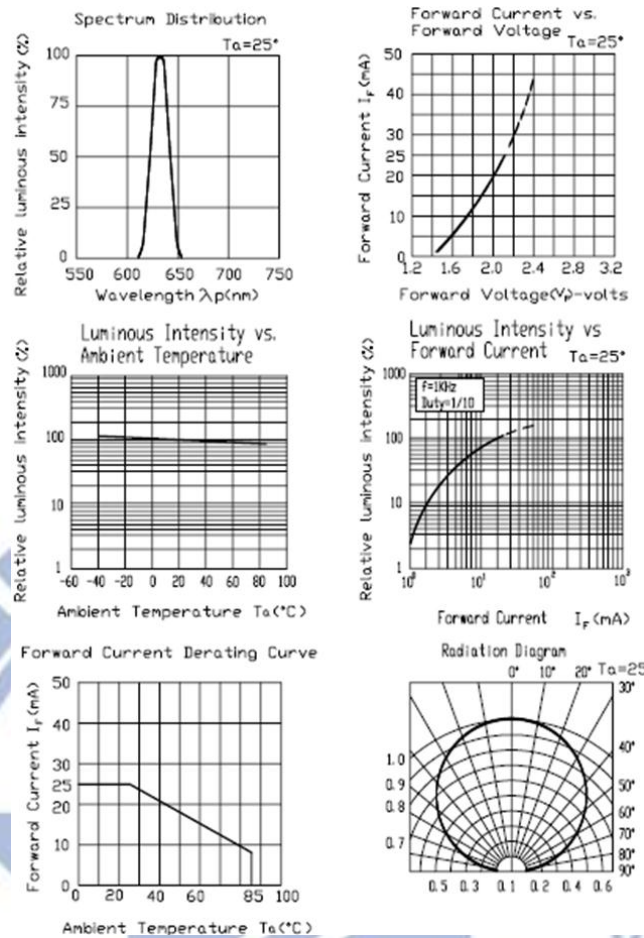 Spectrum Distribution
Ta=25°
Relative luminous intensity (%)
100
75
50
25
0
550 600 650 700 750
Wavelength λp(nm)
Forward Current vs.
Forward Voltage Ta=25°
Forward Current IF(mA)
50
40
30
25
20
10
0
1.2 1.6 2.0 2.4 2.8 3.2
Forward Voltage(VF)-volts
Luminous Intensity vs.
Ambient Temperature
Relative luminous intensity (%)
1000
100
10
1
-60 -40 -20 0 20 40 60 80 100
Ambient Temperature Ta(°C)
Luminous Intensity vs
Forward Current Ta=25°
f=1KHz
Duty=1/10
Relative luminous intensity (%)
1000
100
10
1
10⁰ 10¹ 10² 10³
Forward Current IF(mA)
Forward Current Derating Curve
Forward Current IF(mA)
50
40
30
25
20
10
0
0 20 40 60 85 100
Ambient Temperature Ta(°C)
Radiation Diagram
0° 10° 20° Ta=25
30°
40°
50°
60°
70°
80°
90°
1.0
0.9
0.8
0.7
0.5 0.3 0.1 0.2 0.4 0.6